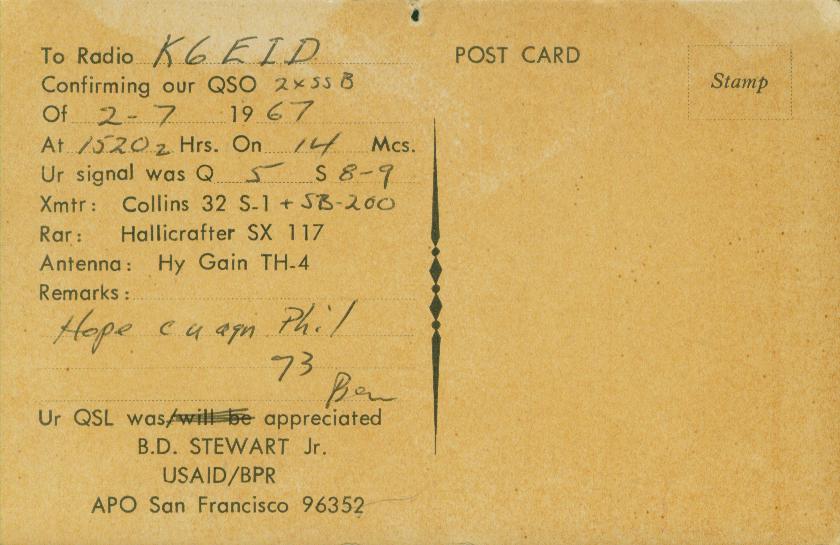 To Radio K6EID
Confirming our QSO 2xSSB
Of 2-7 1967
At 1520z Hrs. On 14 Mcs.
Ur signal was Q 5 S 8-9
Xmtr: Collins 32 S-1 + SB-200
Rar: Hallicrafter SX 117
Antenna: Hy Gain TH-4
Remarks:
Hope c u agn Phil
73
Ben
Ur QSL was/will be appreciated
B.D. STEWART Jr.
USAID/BPR
APO San Francisco 96352
POST CARD
Stamp